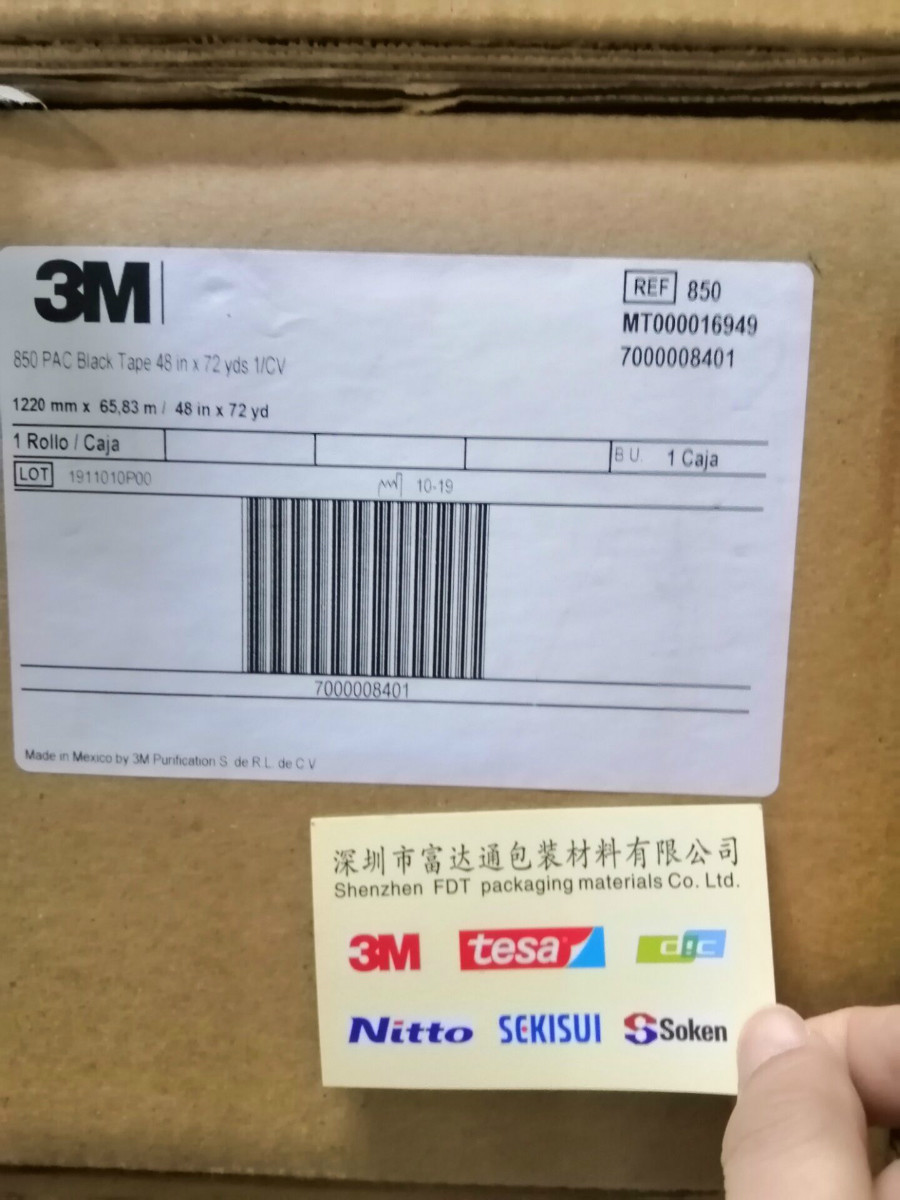 3M
REF 850
MT000016949
7000008401
850 PAC Black Tape 48 in x 72 yds 1/CV
1220 mm x 65,83 m / 48 in x 72 yd
1 Rollo / Caja
B.U. 1 Caja
LOT 1911010P00
10-19
7000008401
Made in Mexico by 3M Purification S. de R.L. de C V
深圳市富达通包装材料有限公司
Shenzhen FDT packaging materials Co. Ltd.
3M tesa dic
Nitto SEKISUI Soken